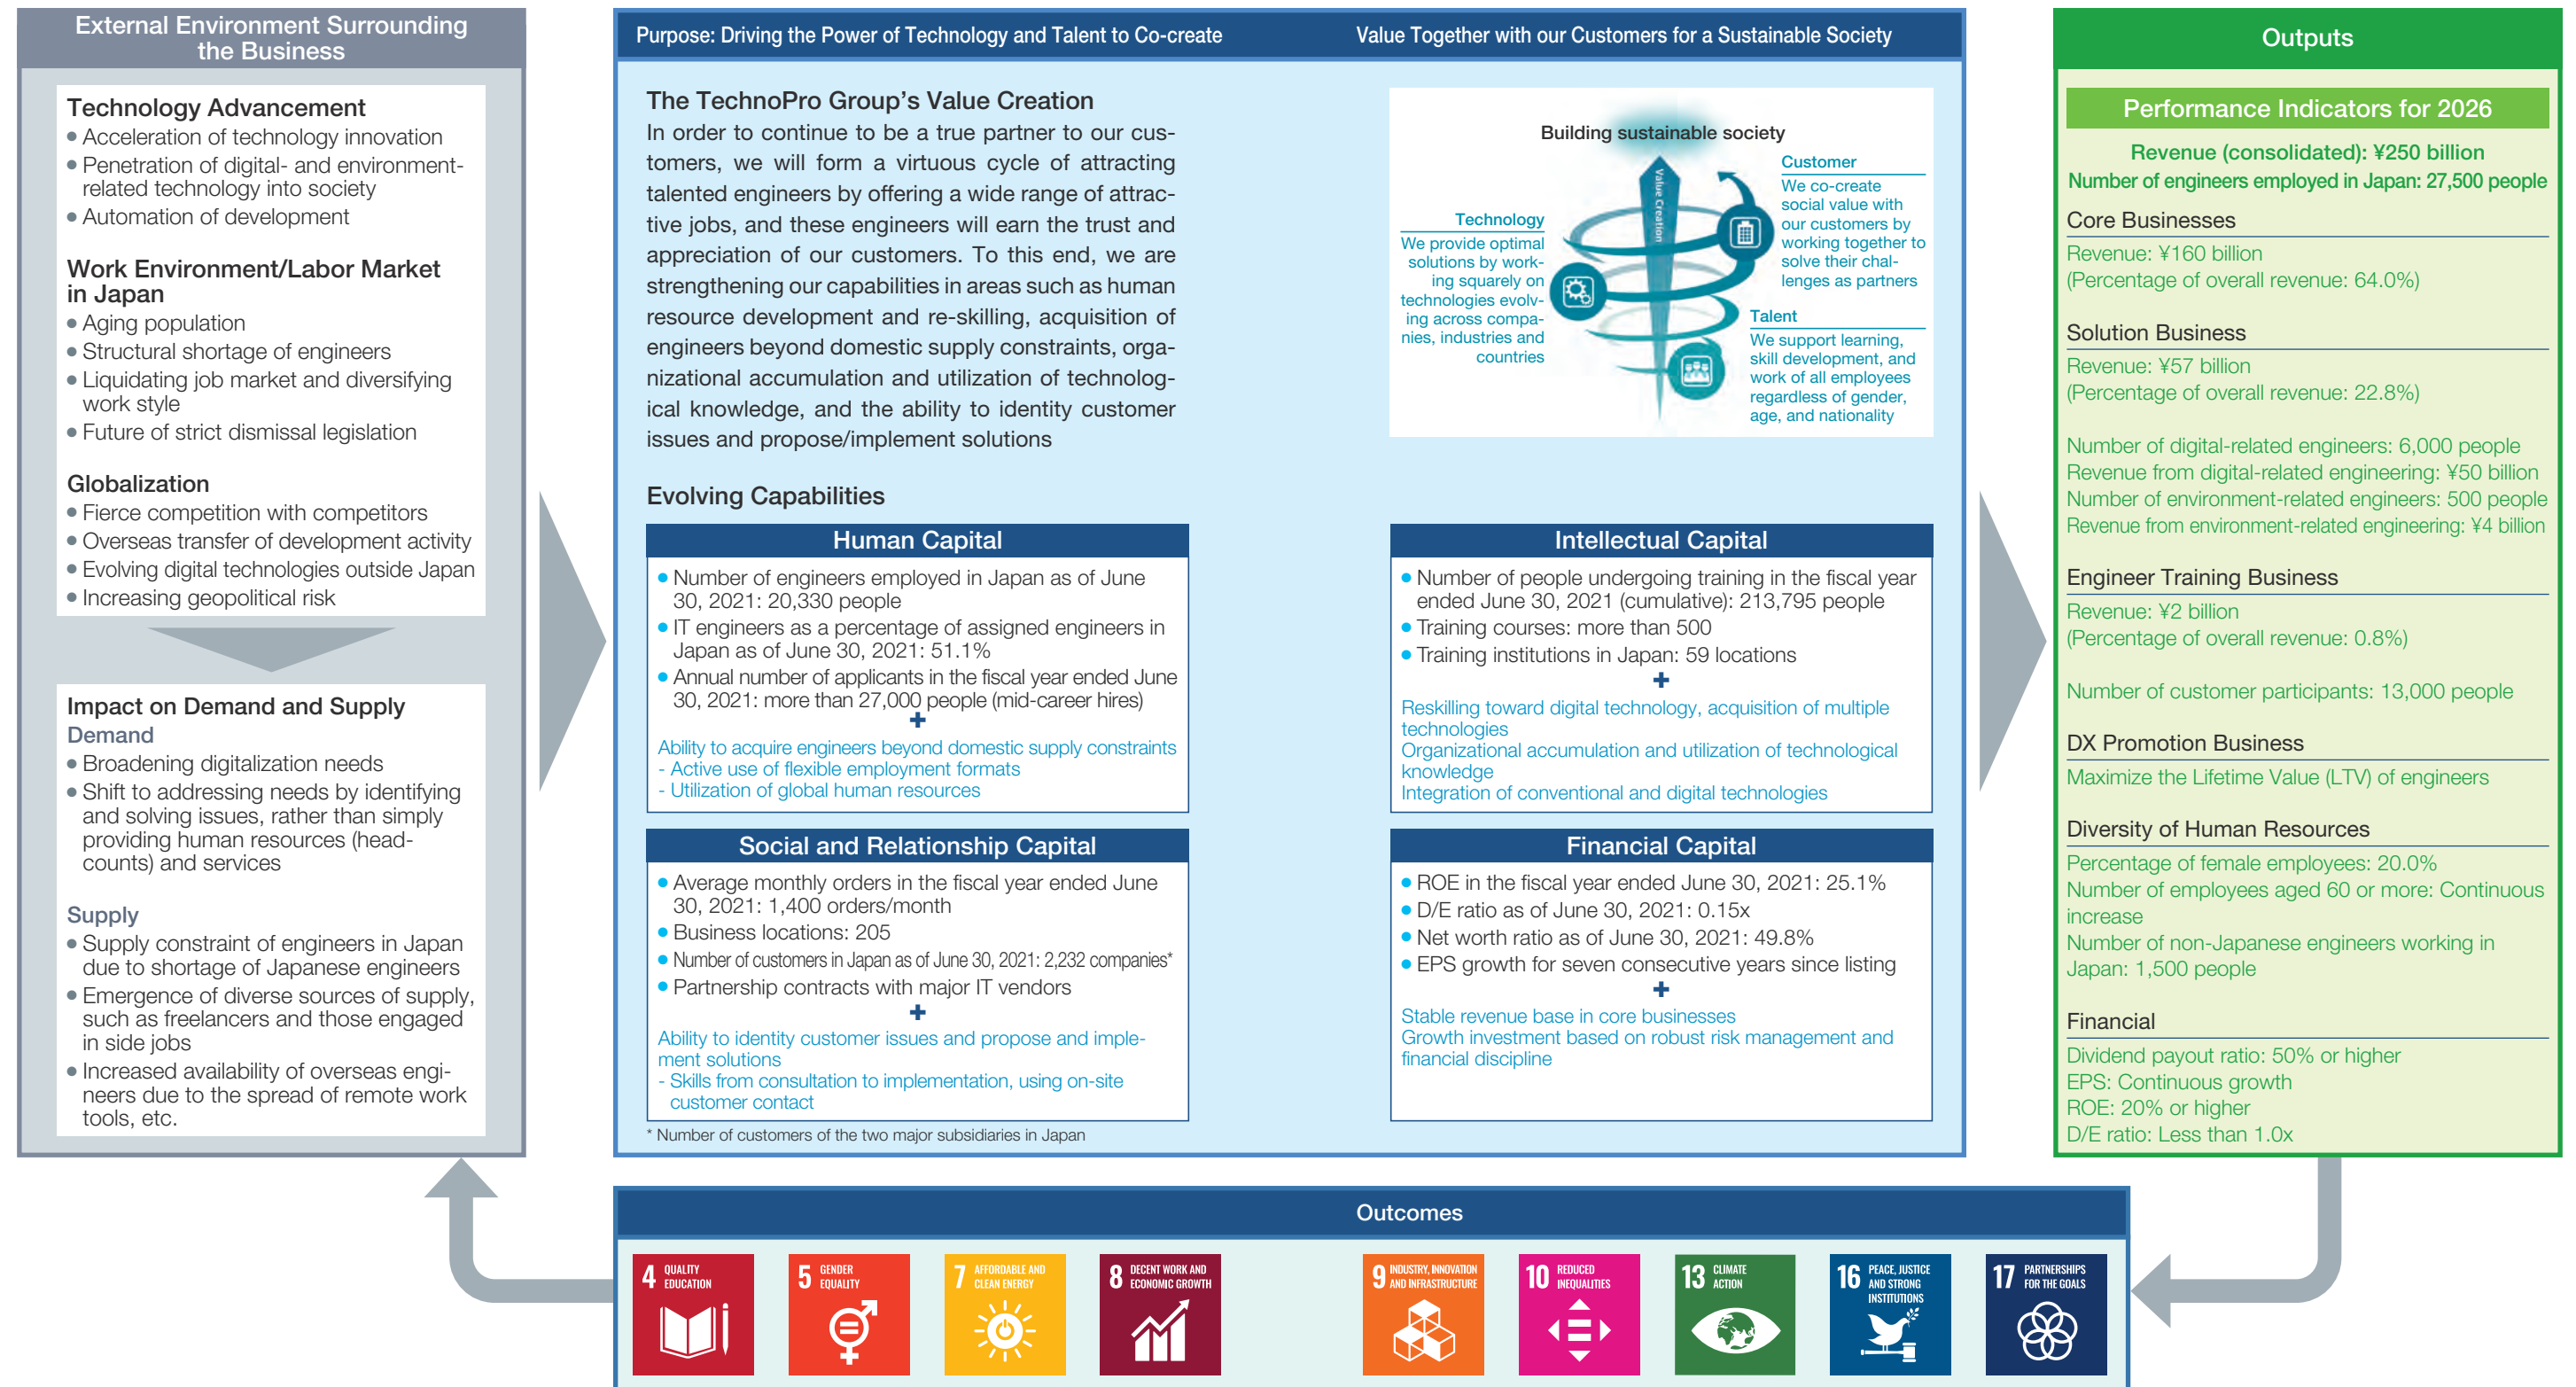 External Environment Surrounding
the Business
Technology Advancement
● Acceleration of technology innovation
● Penetration of digital- and environment-
related technology into society
● Automation of development
Work Environment/Labor Market
in Japan
● Aging population
● Structural shortage of engineers
● Liquidating job market and diversifying
work style
● Future of strict dismissal legislation
Globalization
● Fierce competition with competitors
● Overseas transfer of development activity
● Evolving digital technologies outside Japan
● Increasing geopolitical risk
Impact on Demand and Supply
Demand
● Broadening digitalization needs
● Shift to addressing needs by identifying
and solving issues, rather than simply
providing human resources (head-
counts) and services
Supply
● Supply constraint of engineers in Japan
due to shortage of Japanese engineers
● Emergence of diverse sources of supply,
such as freelancers and those engaged
in side jobs
● Increased availability of overseas engi-
neers due to the spread of remote work
tools, etc.
Purpose: Driving the Power of Technology and Talent to Co-create Value Together with our Customers for a Sustainable Society
The TechnoPro Group's Value Creation
In order to continue to be a true partner to our cus-
tomers, we will form a virtuous cycle of attracting
talented engineers by offering a wide range of attrac-
tive jobs, and these engineers will earn the trust and
appreciation of our customers. To this end, we are
strengthening our capabilities in areas such as human
resource development and re-skilling, acquisition of
engineers beyond domestic supply constraints, orga-
nizational accumulation and utilization of technolog-
ical knowledge, and the ability to identity customer
issues and propose/implement solutions
Building sustainable society
Value Creation
Customer
We co-create
social value with
our customers by
working together to
solve their chal-
lenges as partners
Technology
We provide optimal
solutions by work-
ing squarely on
technologies evolv-
ing across compa-
nies, industries and
countries
Talent
We support learning,
skill development, and
work of all employees
regardless of gender,
age, and nationality
Evolving Capabilities
Human Capital
● Number of engineers employed in Japan as of June
30, 2021: 20,330 people
● IT engineers as a percentage of assigned engineers in
Japan as of June 30, 2021: 51.1%
● Annual number of applicants in the fiscal year ended June
30, 2021: more than 27,000 people (mid-career hires)
+
Ability to acquire engineers beyond domestic supply constraints
- Active use of flexible employment formats
- Utilization of global human resources
Intellectual Capital
● Number of people undergoing training in the fiscal year
ended June 30, 2021 (cumulative): 213,795 people
● Training courses: more than 500
● Training institutions in Japan: 59 locations
+
Reskilling toward digital technology, acquisition of multiple
technologies
Organizational accumulation and utilization of technological
knowledge
Integration of conventional and digital technologies
Social and Relationship Capital
● Average monthly orders in the fiscal year ended June
30, 2021: 1,400 orders/month
● Business locations: 205
● Number of customers in Japan as of June 30, 2021: 2,232 companies*
● Partnership contracts with major IT vendors
+
Ability to identity customer issues and propose and imple-
ment solutions
- Skills from consultation to implementation, using on-site
customer contact
Financial Capital
● ROE in the fiscal year ended June 30, 2021: 25.1%
● D/E ratio as of June 30, 2021: 0.15x
● Net worth ratio as of June 30, 2021: 49.8%
● EPS growth for seven consecutive years since listing
+
Stable revenue base in core businesses
Growth investment based on robust risk management and
financial discipline
* Number of customers of the two major subsidiaries in Japan
Outputs
Performance Indicators for 2026
Revenue (consolidated): ¥250 billion
Number of engineers employed in Japan: 27,500 people
Core Businesses
Revenue: ¥160 billion
(Percentage of overall revenue: 64.0%)
Solution Business
Revenue: ¥57 billion
(Percentage of overall revenue: 22.8%)
Number of digital-related engineers: 6,000 people
Revenue from digital-related engineering: ¥50 billion
Number of environment-related engineers: 500 people
Revenue from environment-related engineering: ¥4 billion
Engineer Training Business
Revenue: ¥2 billion
(Percentage of overall revenue: 0.8%)
Number of customer participants: 13,000 people
DX Promotion Business
Maximize the Lifetime Value (LTV) of engineers
Diversity of Human Resources
Percentage of female employees: 20.0%
Number of employees aged 60 or more: Continuous
increase
Number of non-Japanese engineers working in
Japan: 1,500 people
Financial
Dividend payout ratio: 50% or higher
EPS: Continuous growth
ROE: 20% or higher
D/E ratio: Less than 1.0x
Outcomes
4 QUALITY
EDUCATION
5 GENDER
EQUALITY
7 AFFORDABLE AND
CLEAN ENERGY
8 DECENT WORK AND
ECONOMIC GROWTH
9 INDUSTRY, INNOVATION
AND INFRASTRUCTURE
10 REDUCED
INEQUALITIES
13 CLIMATE
ACTION
16 PEACE, JUSTICE
AND STRONG
INSTITUTIONS
17 PARTNERSHIPS
FOR THE GOALS